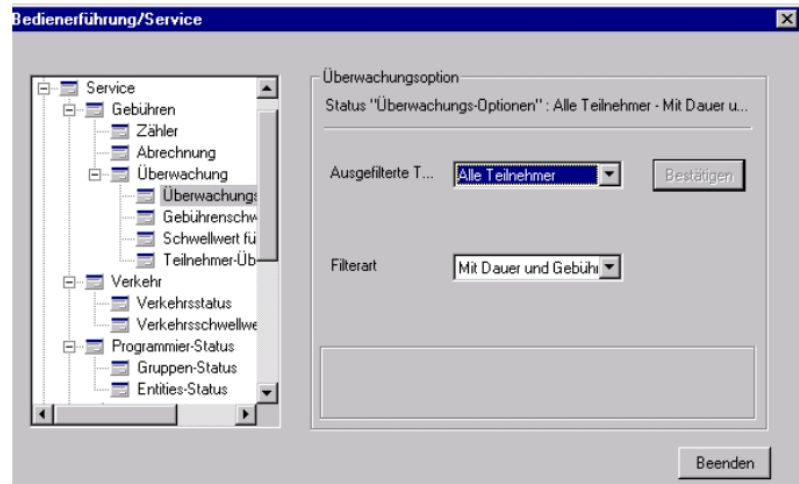 Bedienerführung/Service
Service
Gebühren
Zähler
Abrechnung
Überwachung
Überwachungs
Gebührenschw
Schwellwert fü
Teilnehmer-Üb
Verkehr
Verkehrsstatus
Verkehrsschwellwe
Programmier-Status
Gruppen-Status
Entities-Status
Überwachungsoption
Status "Überwachungs-Optionen" : Alle Teilnehmer - Mit Dauer u...
Ausgefilterte T... Alle Teilnehmer Bestätigen
Filterart Mit Dauer und Gebühr
Beenden